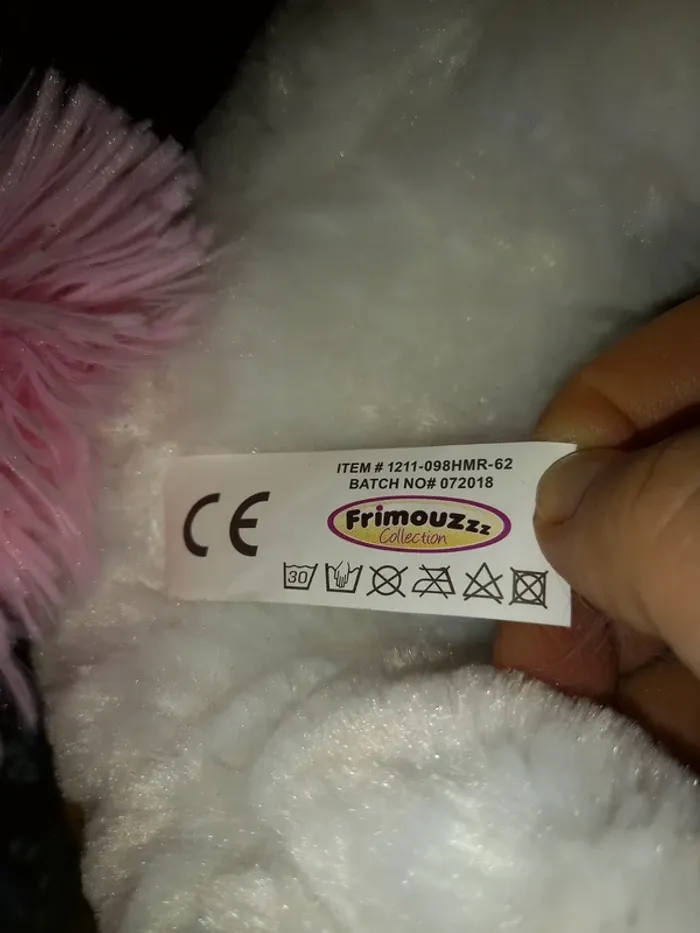 ITEM # 1211-098HMR-62
BATCH NO# 072018
CE
Frimouzzz
Collection
30